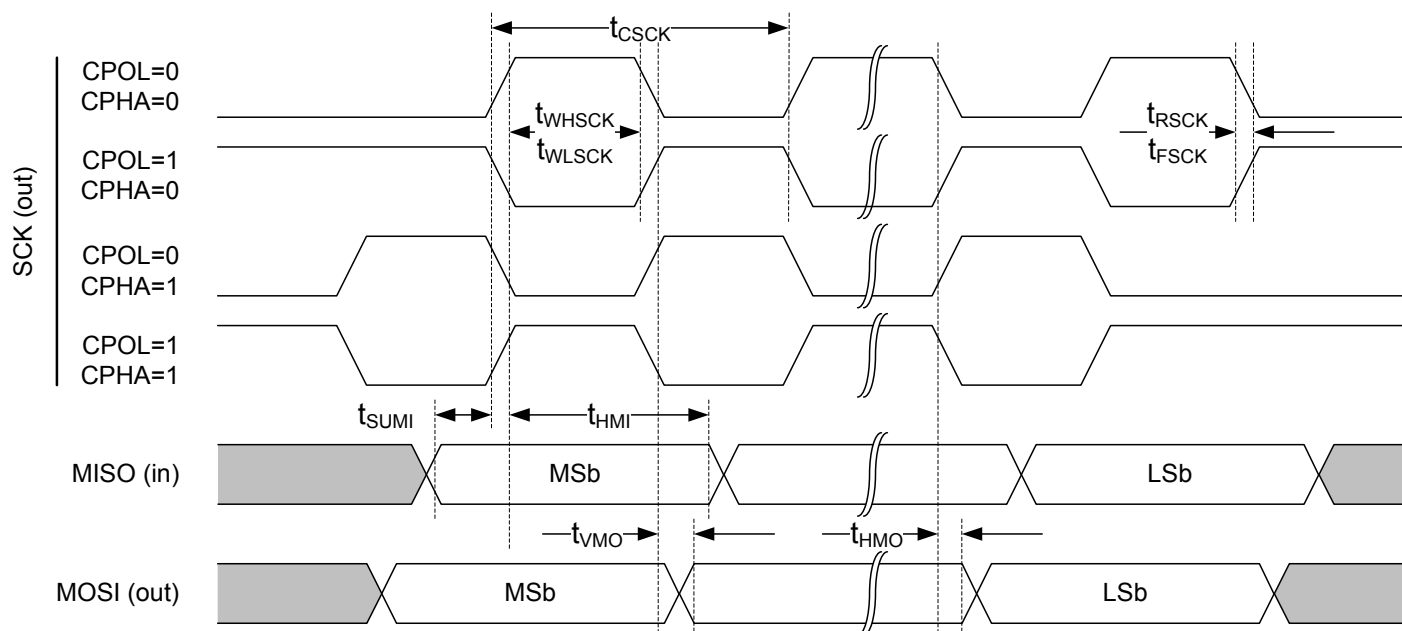 tCSCK
CPOL=0
CPHA=0
tWHSCK
tRSCK
tWLSCK
tFSCK
CPOL=1
CPHA=0
SCK (out)
CPOL=0
CPHA=1
CPOL=1
CPHA=1
tSUMI
tHMI
MISO (in)
MSb
LSb
tVMO
tHMO
MOSI (out)
MSb
LSb